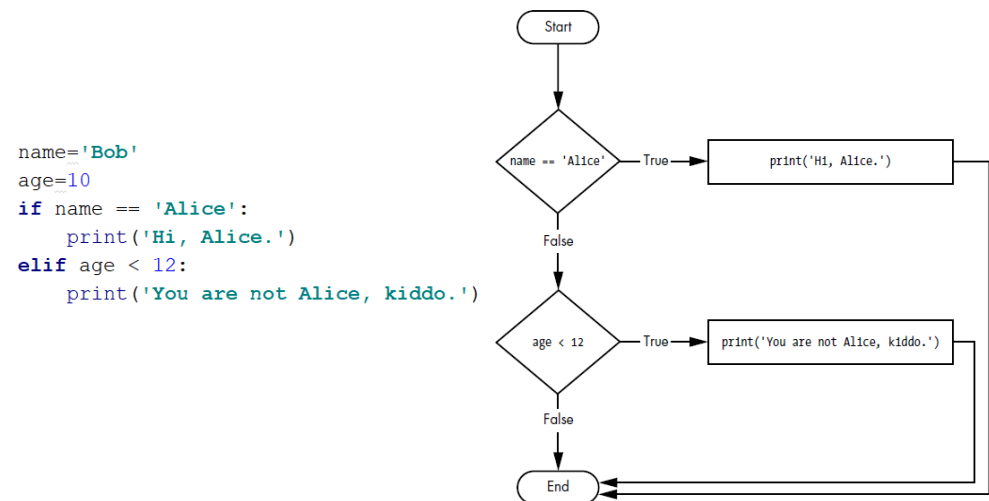 name='Bob'
age=10
if name == 'Alice':
    print('Hi, Alice.')
elif age < 12:
    print('You are not Alice, kiddo.')
Start
name == 'Alice'
True
print('Hi, Alice.')
False
age < 12
True
print('You are not Alice, kiddo.')
False
End